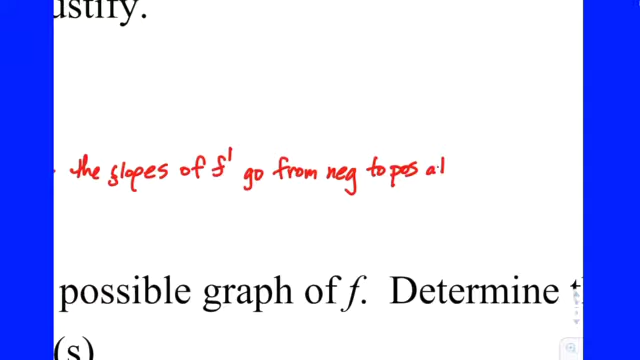 ustify.
the slopes of f' go from neg to pos a
possible graph of f. Determine t
(s)